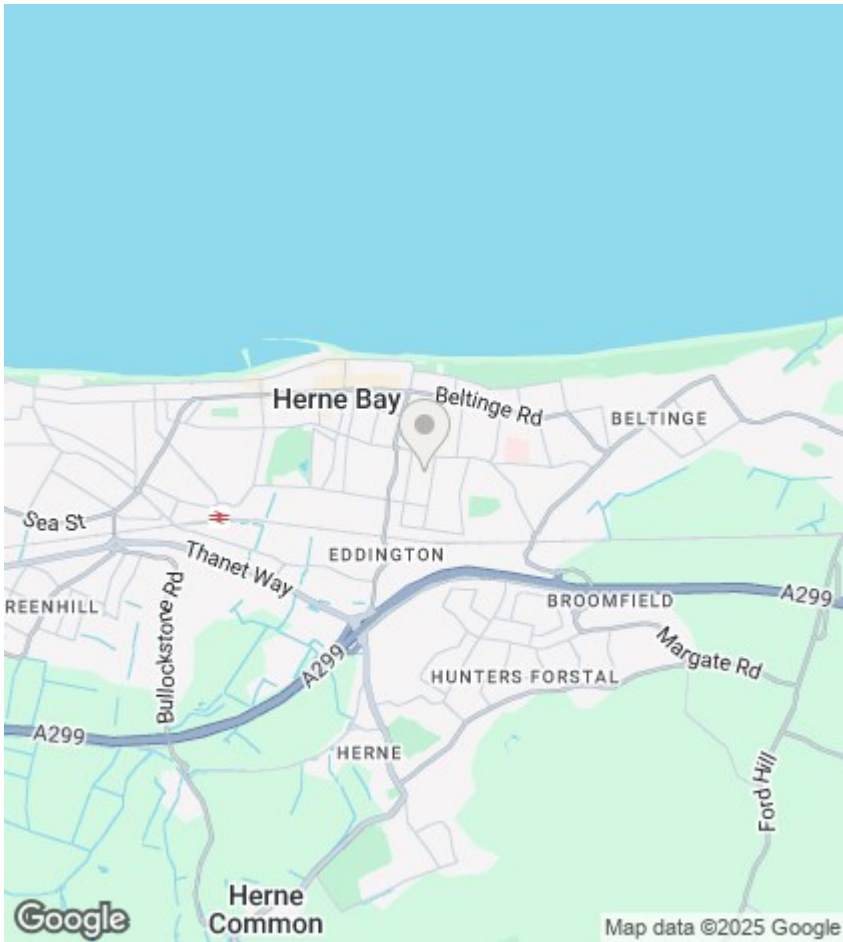 Herne Bay
Beltinge Rd
BELTINGE
Sea St
EDDINGTON
Thanet Way
REENHILL
BROOMFIELD
A299
Bullockstone Rd
A299
Margate Rd
HUNTERS FORSTAL
A299
HERNE
Ford Hill
Herne
Common
Google
Map data ©2025 Google